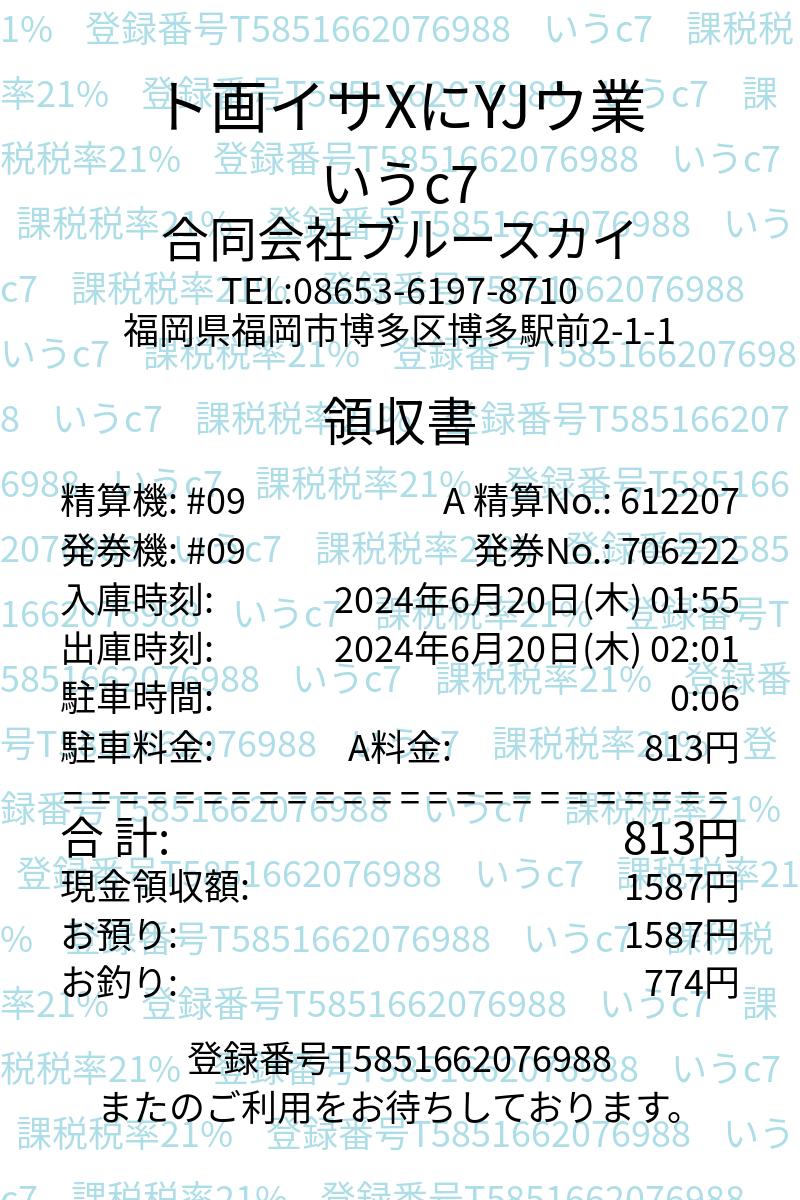 ト画イサXにYJウ業
いうc7
合同会社ブルースカイ
TEL:08653-6197-8710
福岡県福岡市博多区博多駅前2-1-1
領収書
精算機: #09 A 精算No.: 612207
発券機: #09 発券No.: 706222
入庫時刻: 2024年6月20日(木) 01:55
出庫時刻: 2024年6月20日(木) 02:01
駐車時間: 0:06
駐車料金: A料金: 813円
========================
合 計: 813円
現金領収額: 1587円
お預り: 1587円
お釣り: 774円
登録番号T5851662076988
またのご利用をお待ちしております。
1% 登録番号T5851662076988 いうc7 課税税
率21% 登録番号T5851662076988 いうc7 課
税税率21% 登録番号T5851662076988 いうc7
課税税率21% 登録番号T5851662076988 いう
c7 課税税率21% 登録番号T5851662076988
いうc7 課税税率21% 登録番号T585166207698
8 いうc7 課税税率21% 登録番号T585166207
6988 いうc7 課税税率21% 登録番号T585166
2076988 いうc7 課税税率21% 登録番号T585
1662076988 いうc7 課税税率21% 登録番号T
5851662076988 いうc7 課税税率21% 登録番
号T5851662076988 いうc7 課税税率21% 登
録番号T5851662076988 いうc7 課税税率21%
登録番号T5851662076988 いうc7 課税税率21
% 登録番号T5851662076988 いうc7 課税税
率21% 登録番号T5851662076988 いうc7 課
税税率21% 登録番号T5851662076988 いうc7
課税税率21% 登録番号T5851662076988 いう
c7 課税税率21% 登録番号T5851662076988